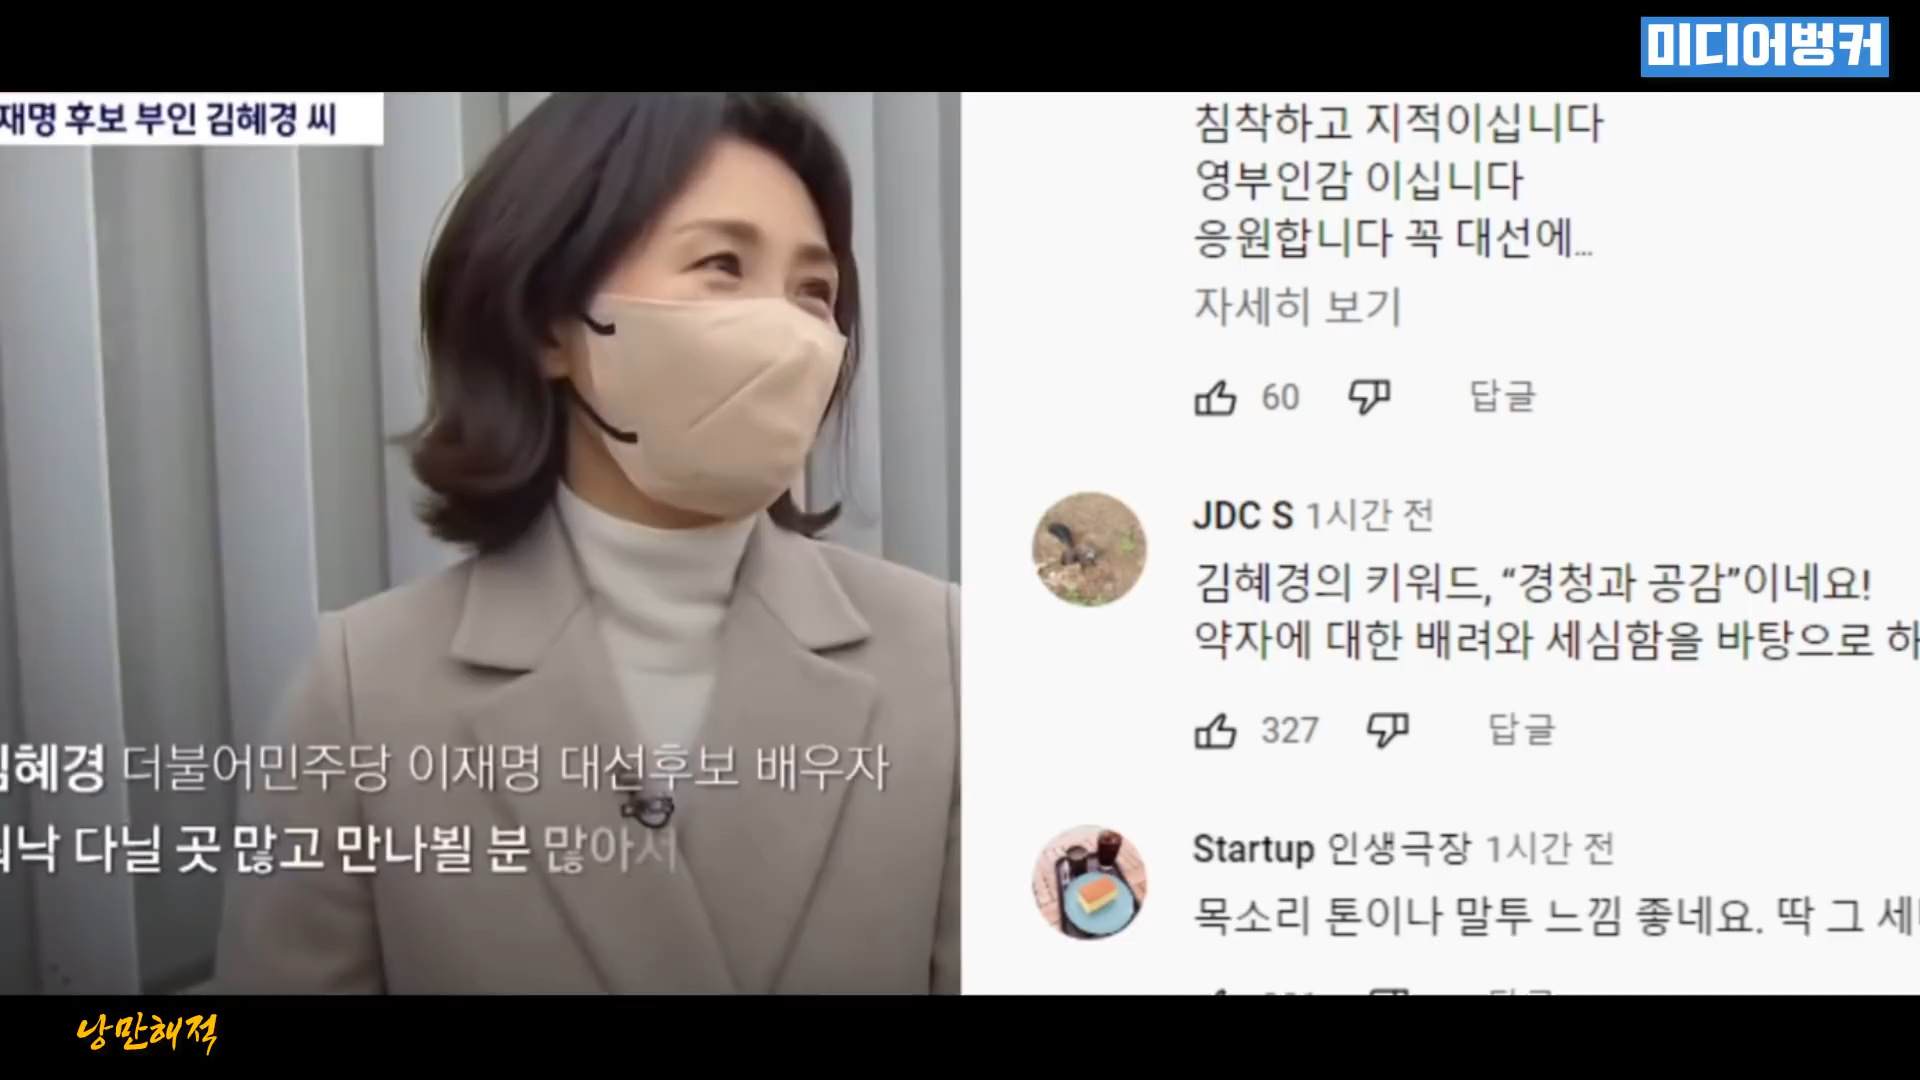 미디어벙커
재명 후보 부인 김혜경 씨
김혜경 더불어민주당 이재명 대선후보 배우자
워낙 다닐 곳 많고 만나뵐 분 많아서
침착하고 지적이십니다
영부인감 이십니다
응원합니다 꼭 대선에...
자세히 보기
60 답글
JDC S 1시간 전
김혜경의 키워드, “경청과 공감”이네요!
약자에 대한 배려와 세심함을 바탕으로 하
327 답글
Startup 인생극장 1시간 전
목소리 톤이나 말투 느낌 좋네요. 딱 그 세
낭만해적